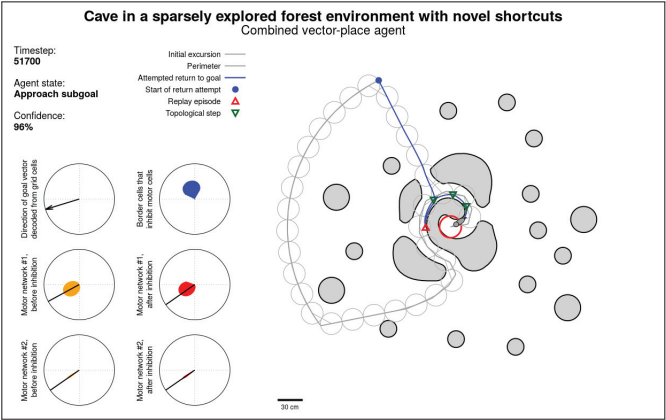 Cave in a sparsely explored forest environment with novel shortcuts
Combined vector-place agent
Timestep:
51700
Agent state:
Approach subgoal
Confidence:
96%
Initial excursion
Perimeter
Attempted return to goal
Start of return attempt
Replay episode
Topological step
Direction of goal vector
decoded from grid cells
Border cells that
inhibit motor cells
Motor network #1,
before inhibition
Motor network #1,
after inhibition
Motor network #2,
before inhibition
Motor network #2,
after inhibition
30 cm